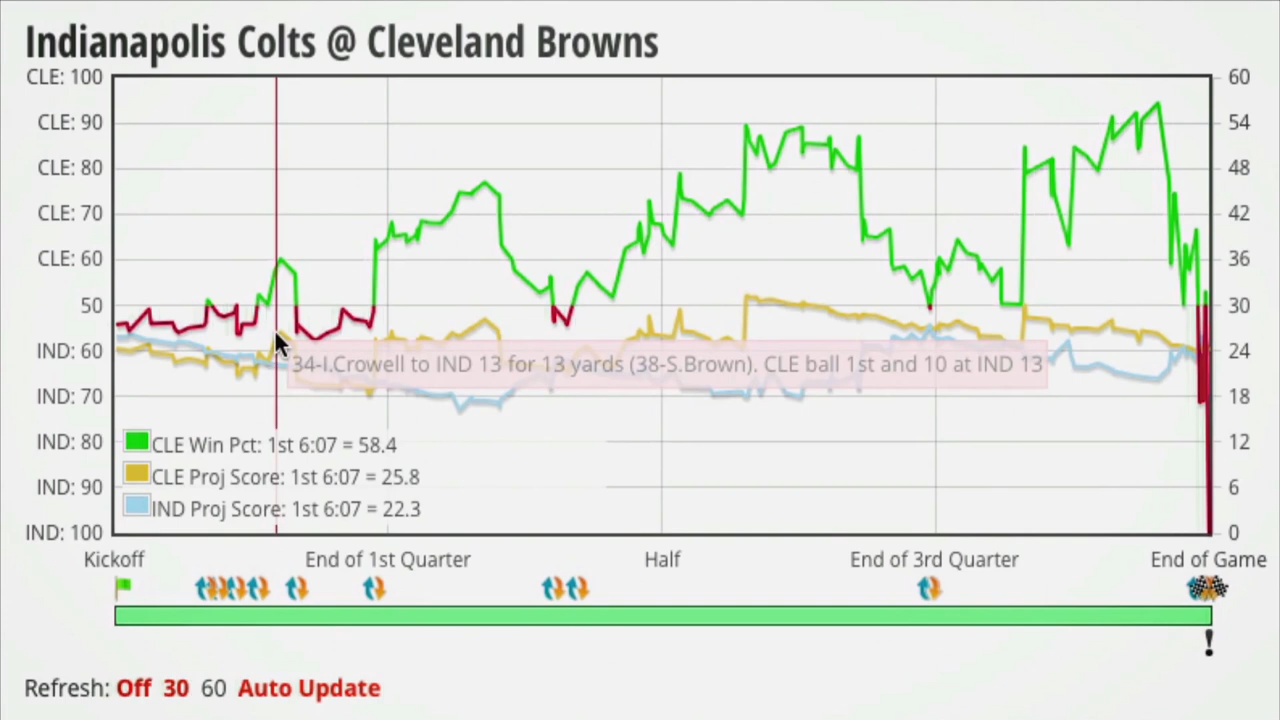 Indianapolis Colts @ Cleveland Browns
CLE: 100
60
CLE: 90
54
CLE: 80
48
CLE: 70
42
CLE: 60
36
50
30
IND: 60
24
34-I.Crowell to IND 13 for 13 yards (38-S.Brown). CLE ball 1st and 10 at IND 13
IND: 70
18
IND: 80
12
CLE Win Pct: 1st 6:07 = 58.4
CLE Proj Score: 1st 6:07 = 25.8
IND: 90
6
IND Proj Score: 1st 6:07 = 22.3
IND: 100
0
Kickoff
End of 1st Quarter
Half
End of 3rd Quarter
End of Game
!
Refresh: Off 30 60 Auto Update